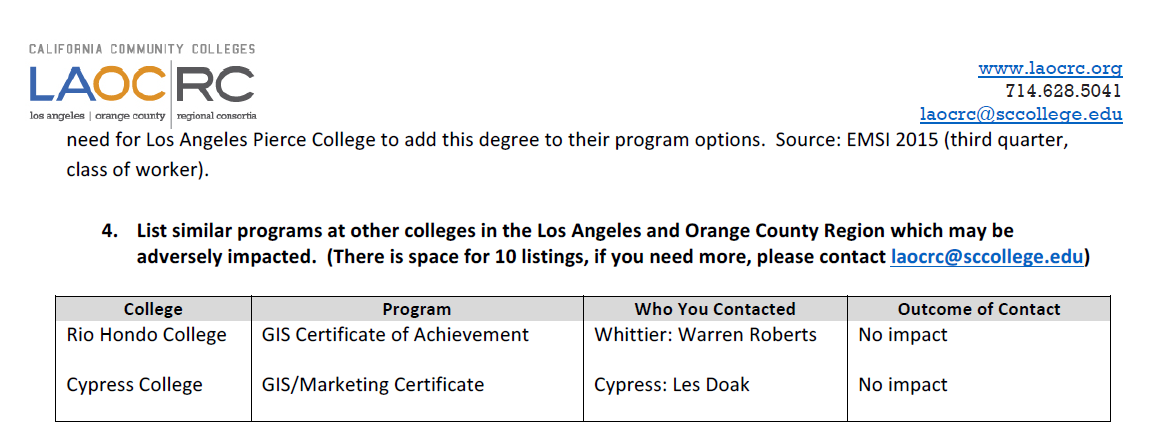 CALIFORNIA COMMUNITY COLLEGES
LAOCRC
los angeles | orange county | regional consortia
www.laocrc.org
714.628.5041
laocrc@sccollege.edu
need for Los Angeles Pierce College to add this degree to their program options.  Source: EMSI 2015 (third quarter,
class of worker).
4. List similar programs at other colleges in the Los Angeles and Orange County Region which may be
adversely impacted.  (There is space for 10 listings, if you need more, please contact laocrc@sccollege.edu)
College Program Who You Contacted Outcome of Contact
Rio Hondo College GIS Certificate of Achievement Whittier: Warren Roberts No impact
Cypress College GIS/Marketing Certificate Cypress: Les Doak No impact